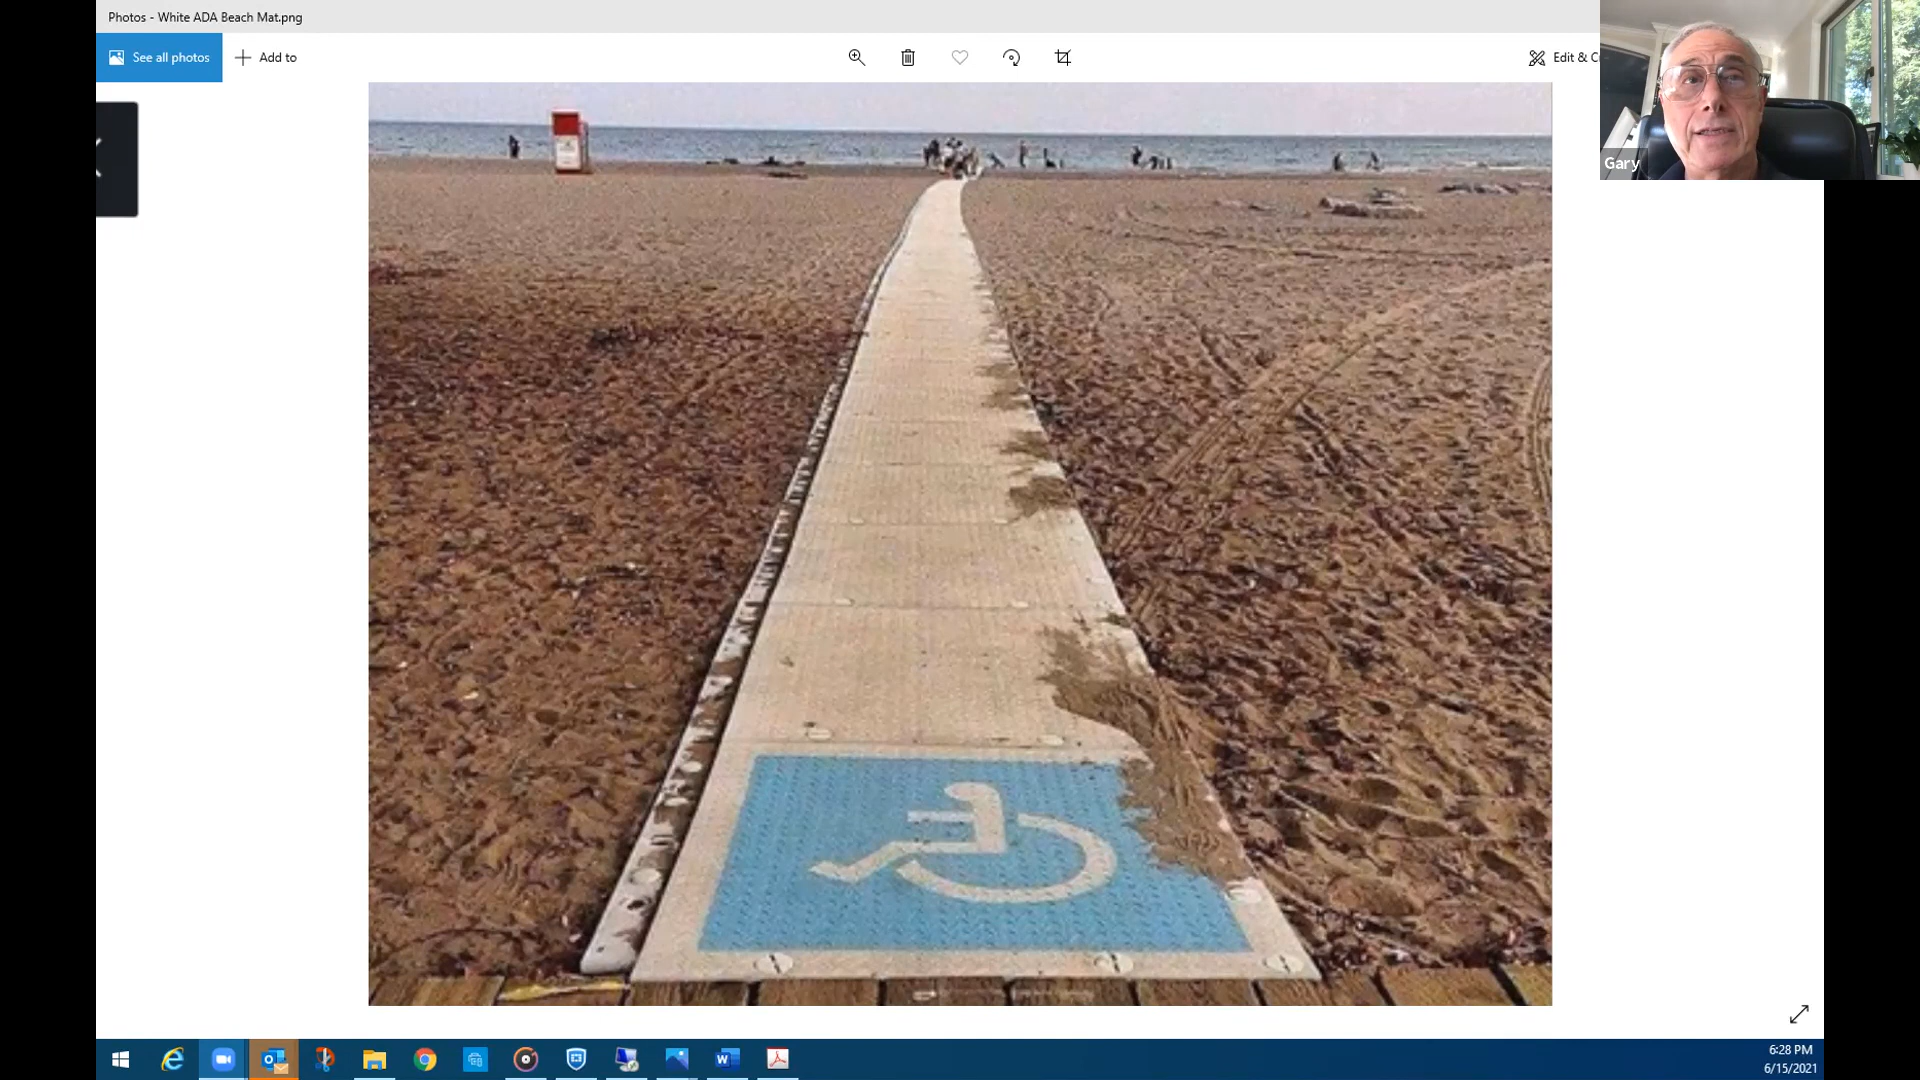 Photos - White ADA Beach Mat.png
See all photos
Add to
Edit &
Gary
6:28 PM
6/15/2021